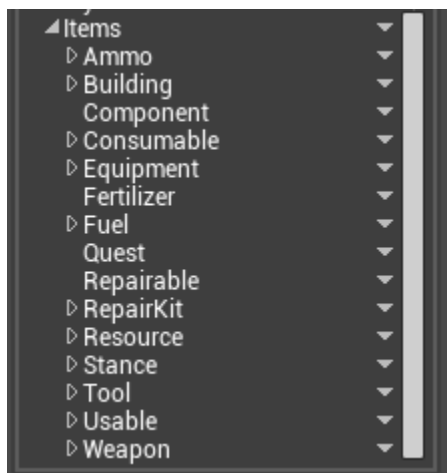 Items
Ammo
Building
Component
Consumable
Equipment
Fertilizer
Fuel
Quest
Repairable
RepairKit
Resource
Stance
Tool
Usable
Weapon